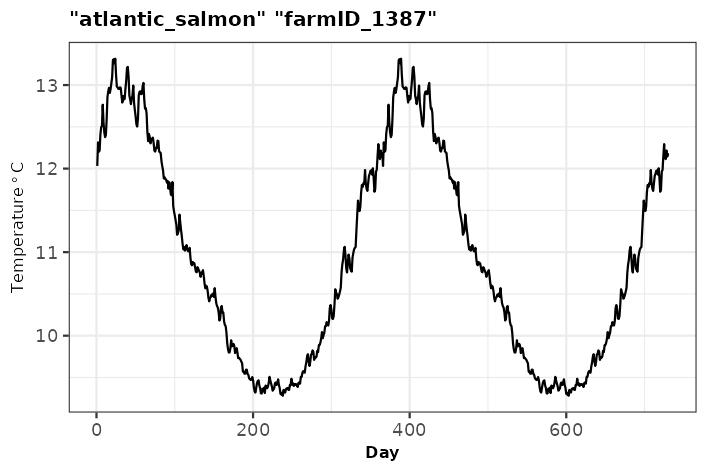 "atlantic_salmon" "farmID_1387"
Temperature ° C
13
12
11
10
0 200 400 600
Day